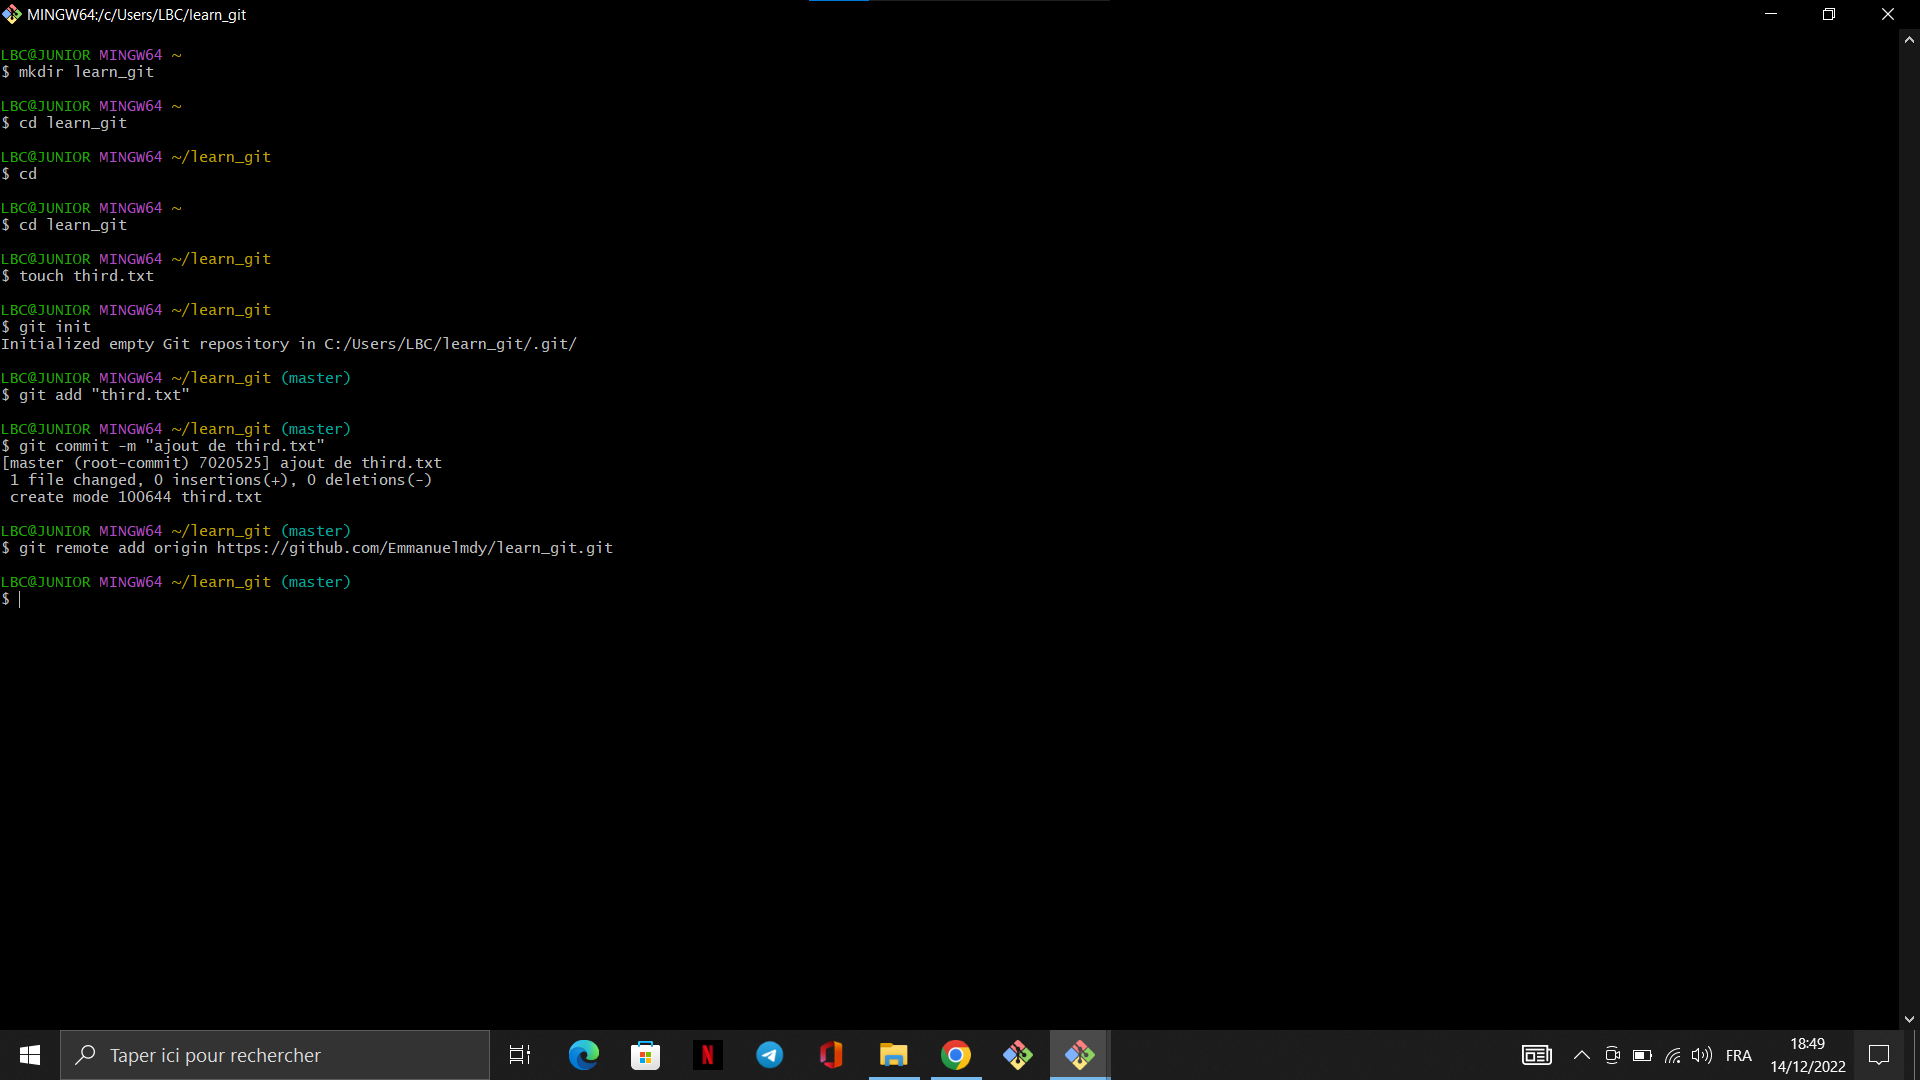 MINGW64:/c/Users/LBC/learn_git
LBC@JUNIOR MINGW64 ~
$ mkdir learn_git
LBC@JUNIOR MINGW64 ~
$ cd learn_git
LBC@JUNIOR MINGW64 ~/learn_git
$ cd
LBC@JUNIOR MINGW64 ~
$ cd learn_git
LBC@JUNIOR MINGW64 ~/learn_git
$ touch third.txt
LBC@JUNIOR MINGW64 ~/learn_git
$ git init
Initialized empty Git repository in C:/Users/LBC/learn_git/.git/
LBC@JUNIOR MINGW64 ~/learn_git (master)
$ git add "third.txt"
LBC@JUNIOR MINGW64 ~/learn_git (master)
$ git commit -m "ajout de third.txt"
[master (root-commit) 7020525] ajout de third.txt
 1 file changed, 0 insertions(+), 0 deletions(-)
 create mode 100644 third.txt
LBC@JUNIOR MINGW64 ~/learn_git (master)
$ git remote add origin https://github.com/Emmanuelmdy/learn_git.git
LBC@JUNIOR MINGW64 ~/learn_git (master)
$
Taper ici pour rechercher
N
FRA
18:49
14/12/2022